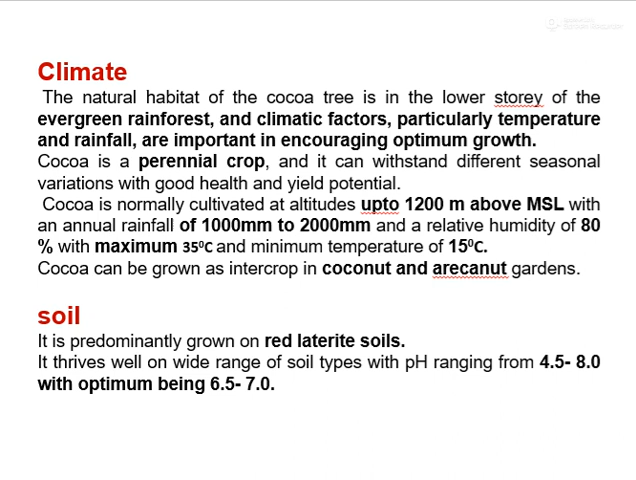 Climate
The natural habitat of the cocoa tree is in the lower storey of the
evergreen rainforest, and climatic factors, particularly temperature
and rainfall, are important in encouraging optimum growth.
Cocoa is a perennial crop, and it can withstand different seasonal
variations with good health and yield potential.
Cocoa is normally cultivated at altitudes upto 1200 m above MSL with
an annual rainfall of 1000mm to 2000mm and a relative humidity of 80
% with maximum 35⁰C and minimum temperature of 15⁰C.
Cocoa can be grown as intercrop in coconut and arecanut gardens.
soil
It is predominantly grown on red laterite soils.
It thrives well on wide range of soil types with pH ranging from 4.5- 8.0
with optimum being 6.5- 7.0.